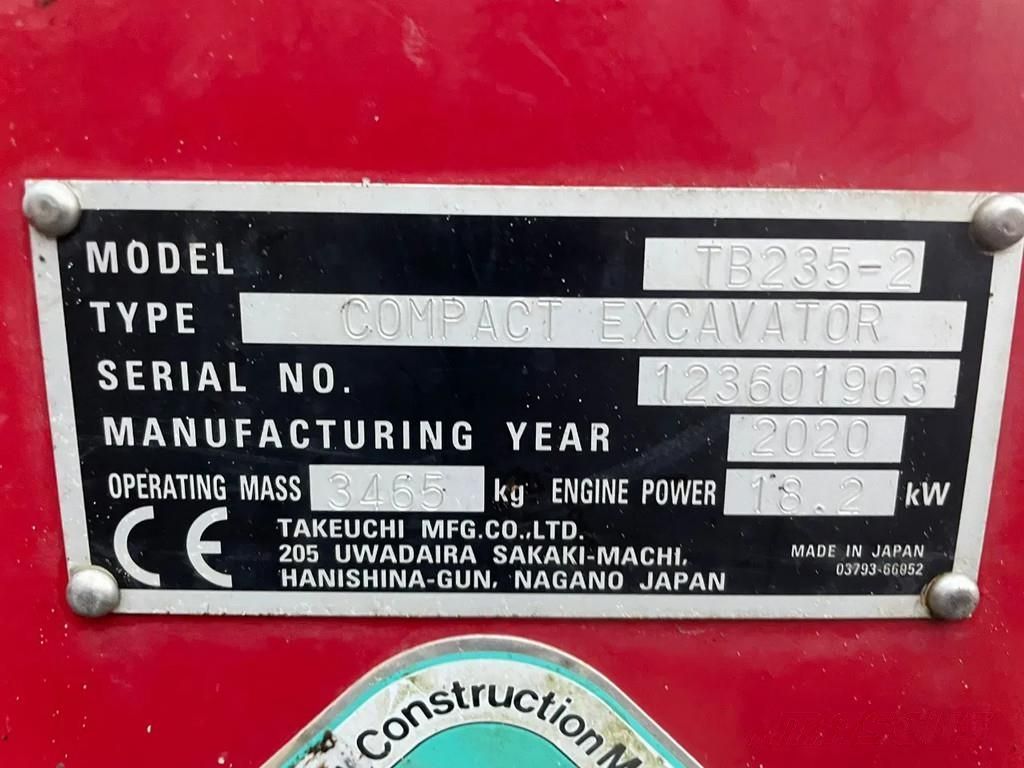 MODEL TB235-2
TYPE COMPACT EXCAVATOR
SERIAL NO. 123601903
MANUFACTURING YEAR 2020
OPERATING MASS 3465 kg ENGINE POWER 18.2 kW
CE TAKEUCHI MFG.CO.,LTD.
205 UWADAIRA SAKAKI-MACHI,
HANISHINA-GUN, NAGANO JAPAN
MADE IN JAPAN
03793-66852
Construction